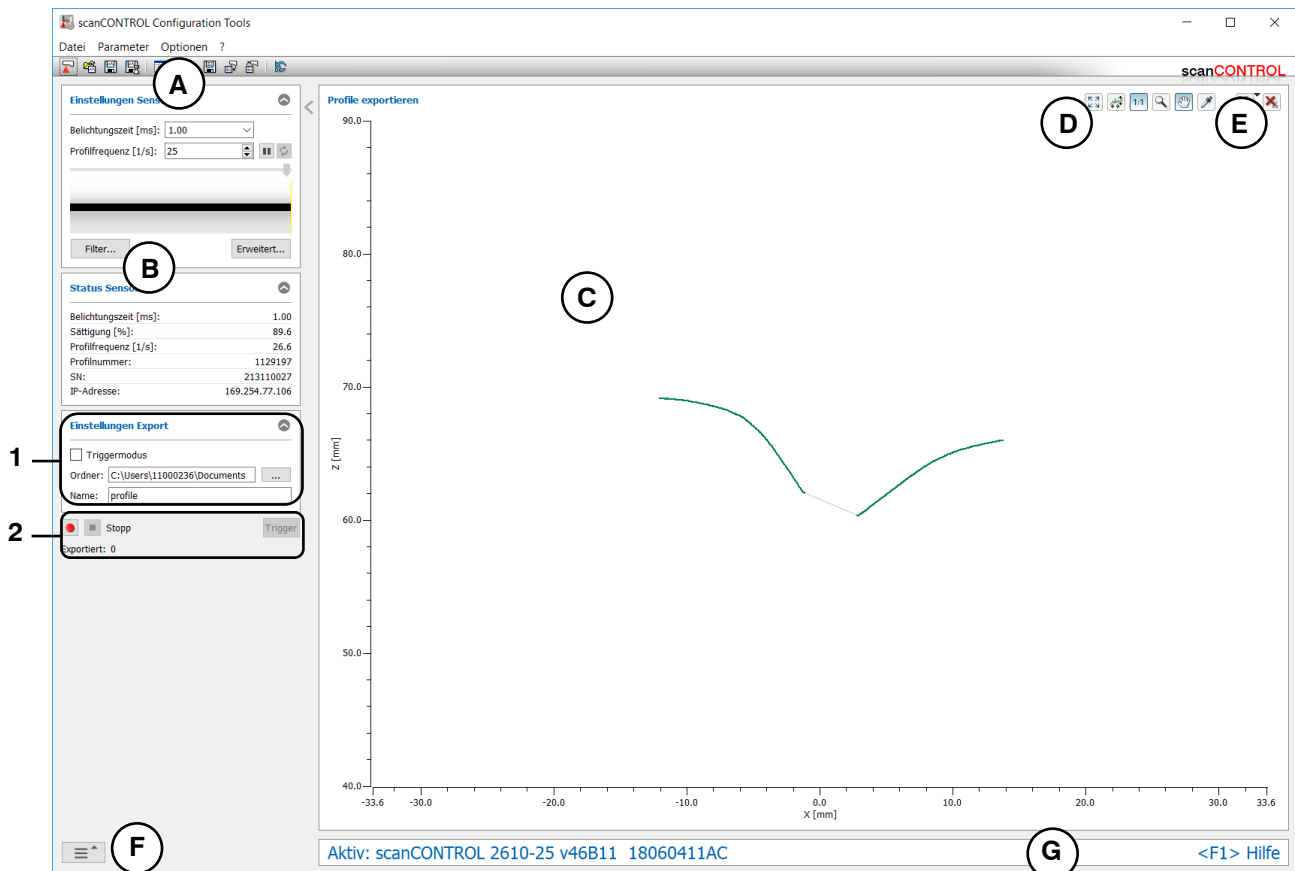 scanCONTROL Configuration Tools
Datei Parameter Optionen ?
scanCONTROL
A
Einstellungen Sens
Belichtungszeit [ms]: 1.00
Profilfrequenz [1/s]: 25
Filter... Erweitert...
B
Status Senso
Belichtungszeit [ms]: 1.00
Sättigung [%]: 89.6
Profilfrequenz [1/s]: 26.6
Profilnummer: 1129197
SN: 213110027
IP-Adresse: 169.254.77.106
1
Einstellungen Export
Triggermodus
Ordner: C:\Users\11000236\Documents ...
Name: profile
2
Stopp Trigger
Exportiert: 0
F
Profile exportieren
1:1
D
E
C
90.0
80.0
70.0
60.0
50.0
40.0
Z [mm]
-33.6 -30.0 -20.0 -10.0 0.0 10.0 20.0 30.0 33.6
X [mm]
Aktiv: scanCONTROL 2610-25 v46B11 18060411AC
G
<F1> Hilfe